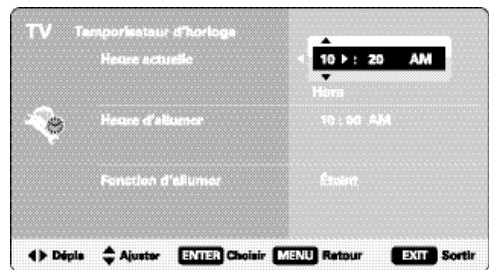 TV Temporisateur d'horloge
Heure actuelle 10 : 20 AM
Hora
Heure d'allumer 10 : 00 AM
Fonction d'allumer Éteint
Dépla Ajuster ENTER Choisir MENU Retour EXIT Sortir